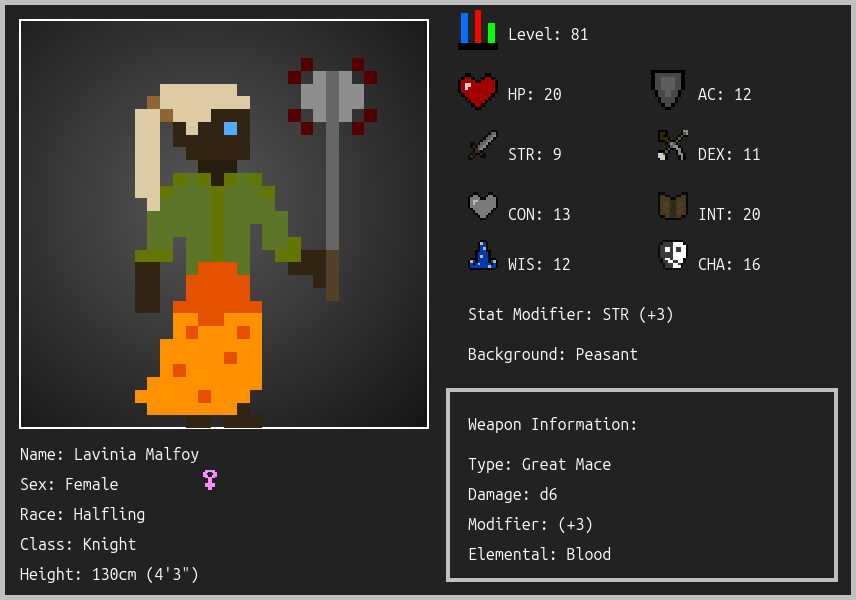 Level: 81
HP: 20
AC: 12
STR: 9
DEX: 11
CON: 13
INT: 20
WIS: 12
CHA: 16
Stat Modifier: STR (+3)
Background: Peasant
Weapon Information:
Type: Great Mace
Damage: d6
Modifier: (+3)
Elemental: Blood
Name: Lavinia Malfoy
Sex: Female
Race: Halfling
Class: Knight
Height: 130cm (4'3")